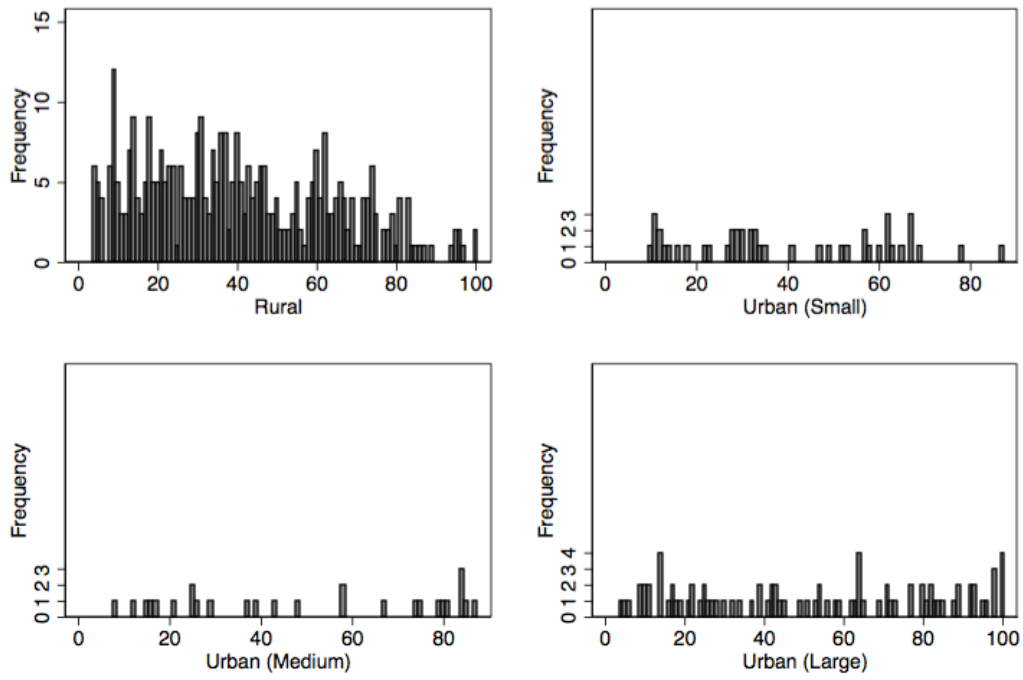 Frequency
15
10
5
0
0 20 40 60 80 100
Rural
Frequency
0 1 2 3
0 20 40 60 80
Urban (Small)
Frequency
0 1 2 3
0 20 40 60 80
Urban (Medium)
Frequency
0 1 2 3 4
0 20 40 60 80 100
Urban (Large)